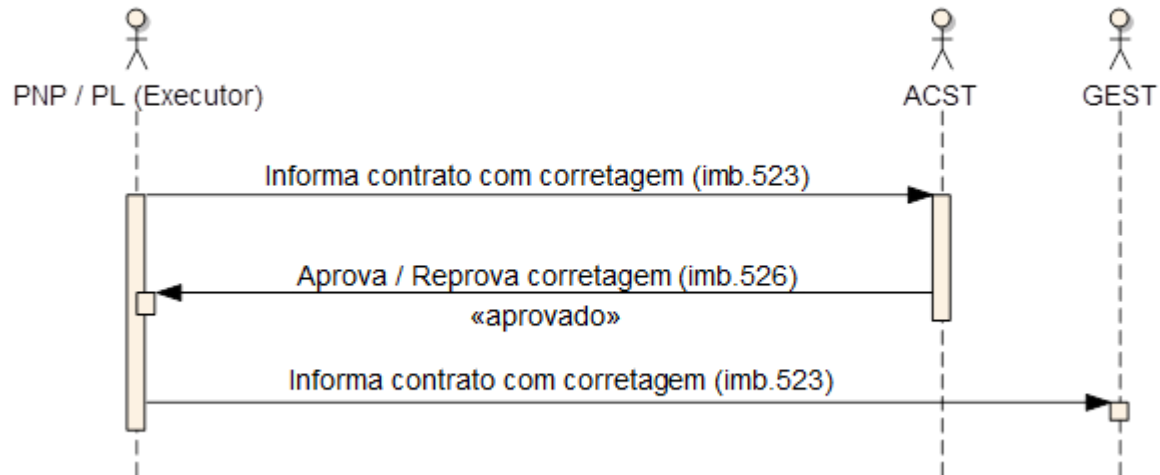 PNP / PL (Executor)
ACST
GEST
Informa contrato com corretagem (imb.523)
Aprova / Reprova corretagem (imb.526)
«aprovado»
Informa contrato com corretagem (imb.523)